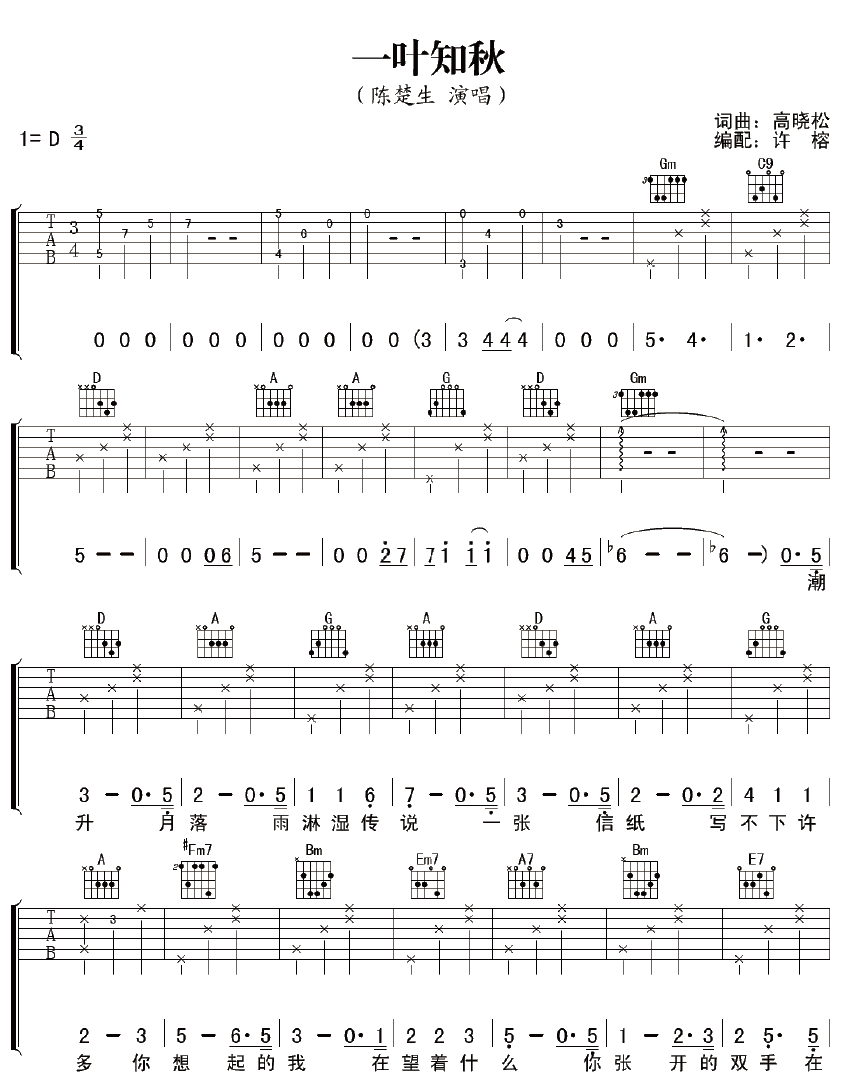 一叶知秋
（陈楚生 演唱）
词曲：高晓松
1= D 3/4
编配：许 榕
Gm C9
T A B 3 4 5 5 7 5 7 - - 5 4 6 0 0 - - 0 3 4 0 3 - -
0 0 0 | 0 0 0 | 0 0 0 | 0 0 (3 | 3 4 4 4 | 0 0 0 | 5· 4· | 1· 2·
D A A G D Gm
T A B
5 - - | 0 0 0 6 | 5 - - | 0 0 2 7 | 7 i i i | 0 0 4 5 | ♭6 - - | ♭6 - ) 0· 5
潮
D A G A D A G
T A B
3 - 0· 5 | 2 - 0· 5 | 1 1 6 | 7 - 0· 5 | 3 - 0· 5 | 2 - 0· 2 | 4 1 1
升 月 落 雨 淋 湿 传 说 一 张 信 纸 写 不 下 许
A #Fm7 Bm Em7 A7 Bm E7
T A B 3
2 - 3 | 5 - 6· 5 | 3 - 0· 1 | 2 2 3 | 5 - 0· 5 | 1 - 2· 3 | 5 5· 5
多 你 想 起 的 我 在 望 着 什 么 你 张 开 的 双 手 在